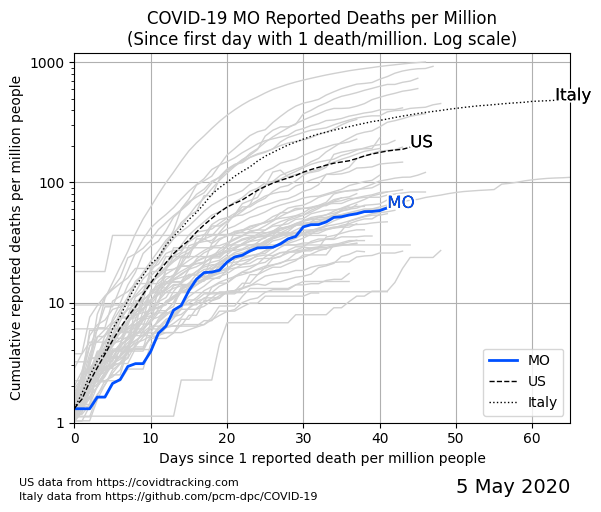 COVID-19 MO Reported Deaths per Million
(Since first day with 1 death/million. Log scale)
Cumulative reported deaths per million people
1000
100
10
1
Italy
US
MO
MO
US
Italy
0 10 20 30 40 50 60
Days since 1 reported death per million people
US data from https://covidtracking.com
Italy data from https://github.com/pcm-dpc/COVID-19
5 May 2020